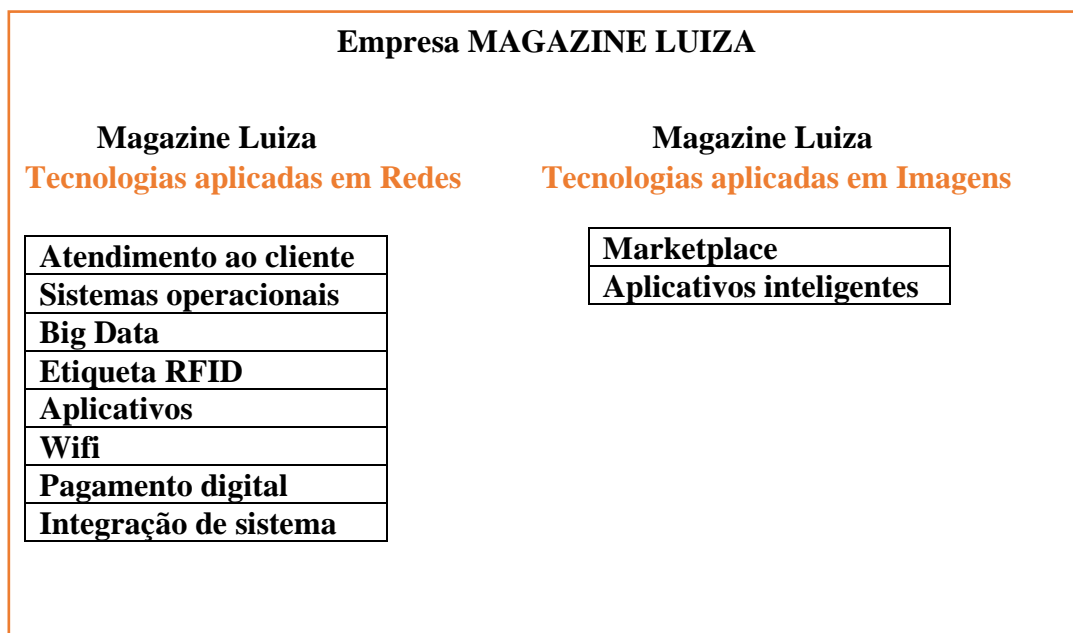 Empresa MAGAZINE LUIZA
Magazine Luiza
Tecnologias aplicadas em Redes
Atendimento ao cliente
Sistemas operacionais
Big Data
Etiqueta RFID
Aplicativos
Wifi
Pagamento digital
Integração de sistema
Magazine Luiza
Tecnologias aplicadas em Imagens
Marketplace
Aplicativos inteligentes